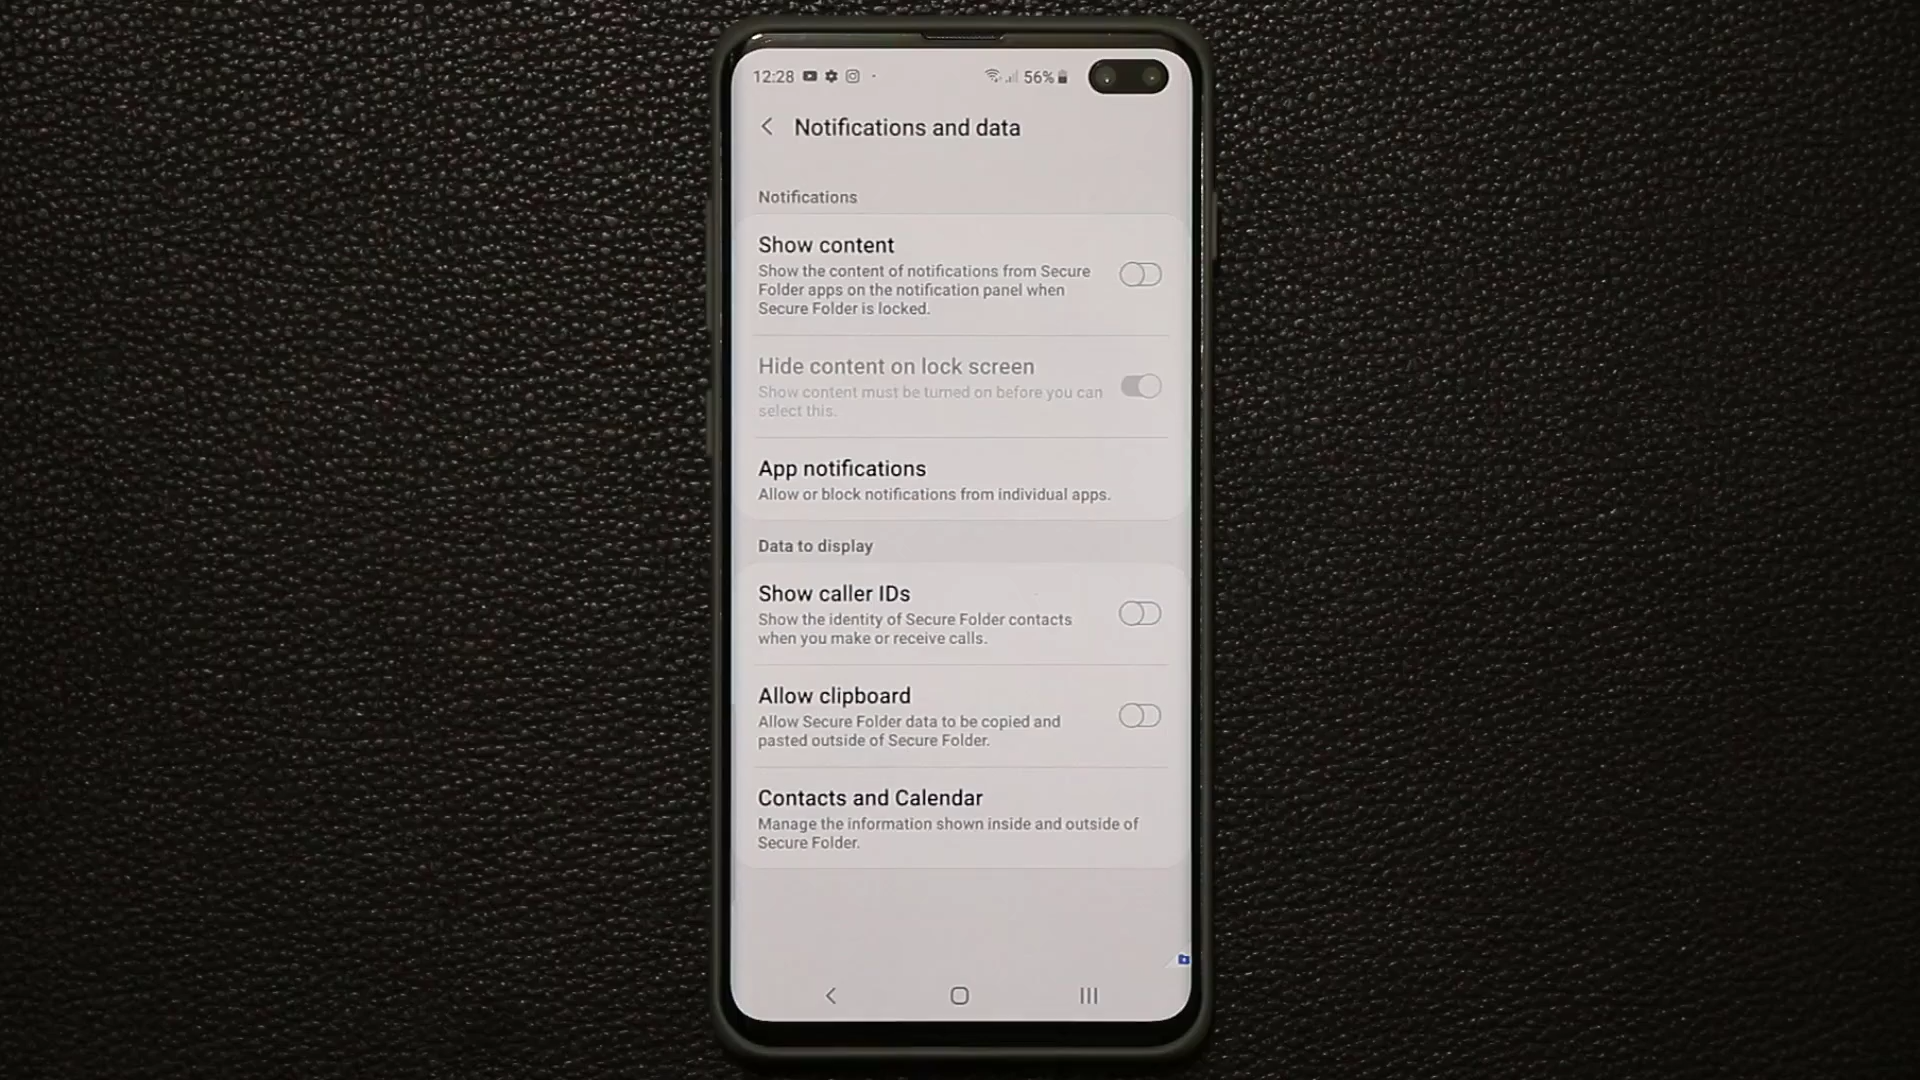 12:28
56%
Notifications and data
Notifications
Show content
Show the content of notifications from Secure
Folder apps on the notification panel when
Secure Folder is locked.
Hide content on lock screen
Show content must be turned on before you can
select this.
App notifications
Allow or block notifications from individual apps.
Data to display
Show caller IDs
Show the identity of Secure Folder contacts
when you make or receive calls.
Allow clipboard
Allow Secure Folder data to be copied and
pasted outside of Secure Folder.
Contacts and Calendar
Manage the information shown inside and outside of
Secure Folder.